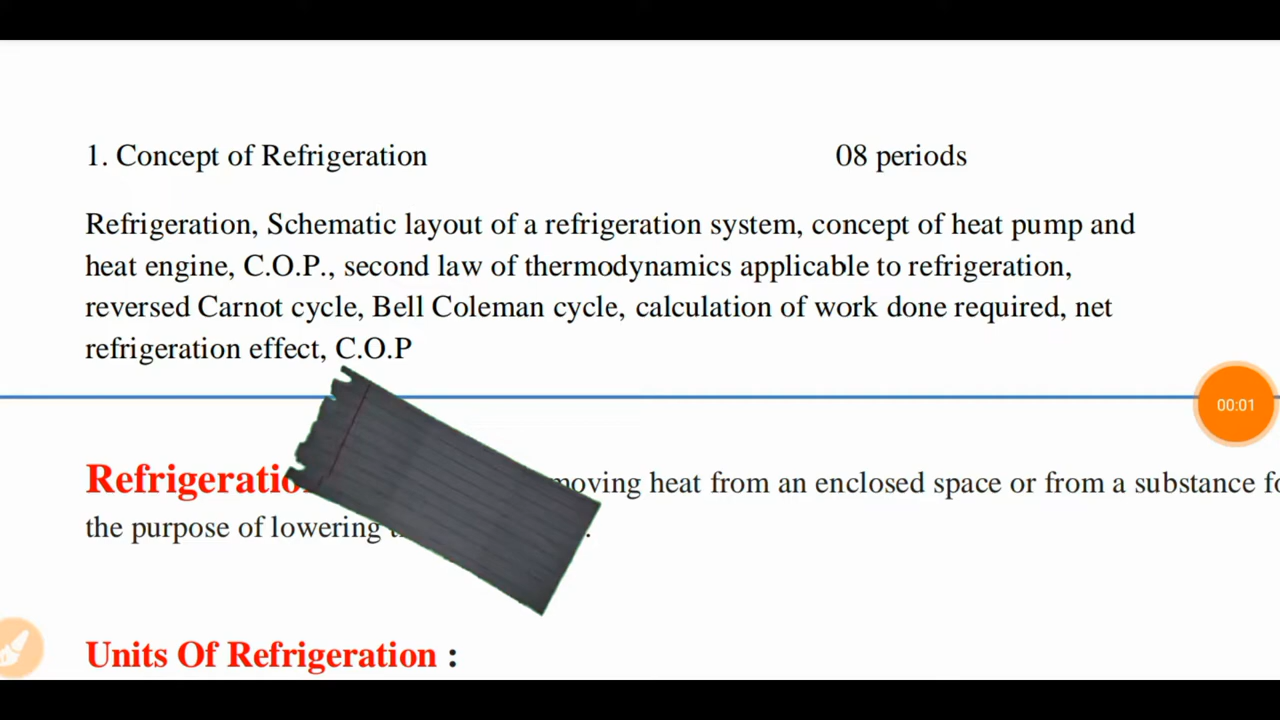 1. Concept of Refrigeration 08 periods
Refrigeration, Schematic layout of a refrigeration system, concept of heat pump and
heat engine, C.O.P., second law of thermodynamics applicable to refrigeration,
reversed Carnot cycle, Bell Coleman cycle, calculation of work done required, net
refrigeration effect, C.O.P
00:01
heat from an enclosed space or from a substance
the purpose of lowering
Units Of Refrigeration :